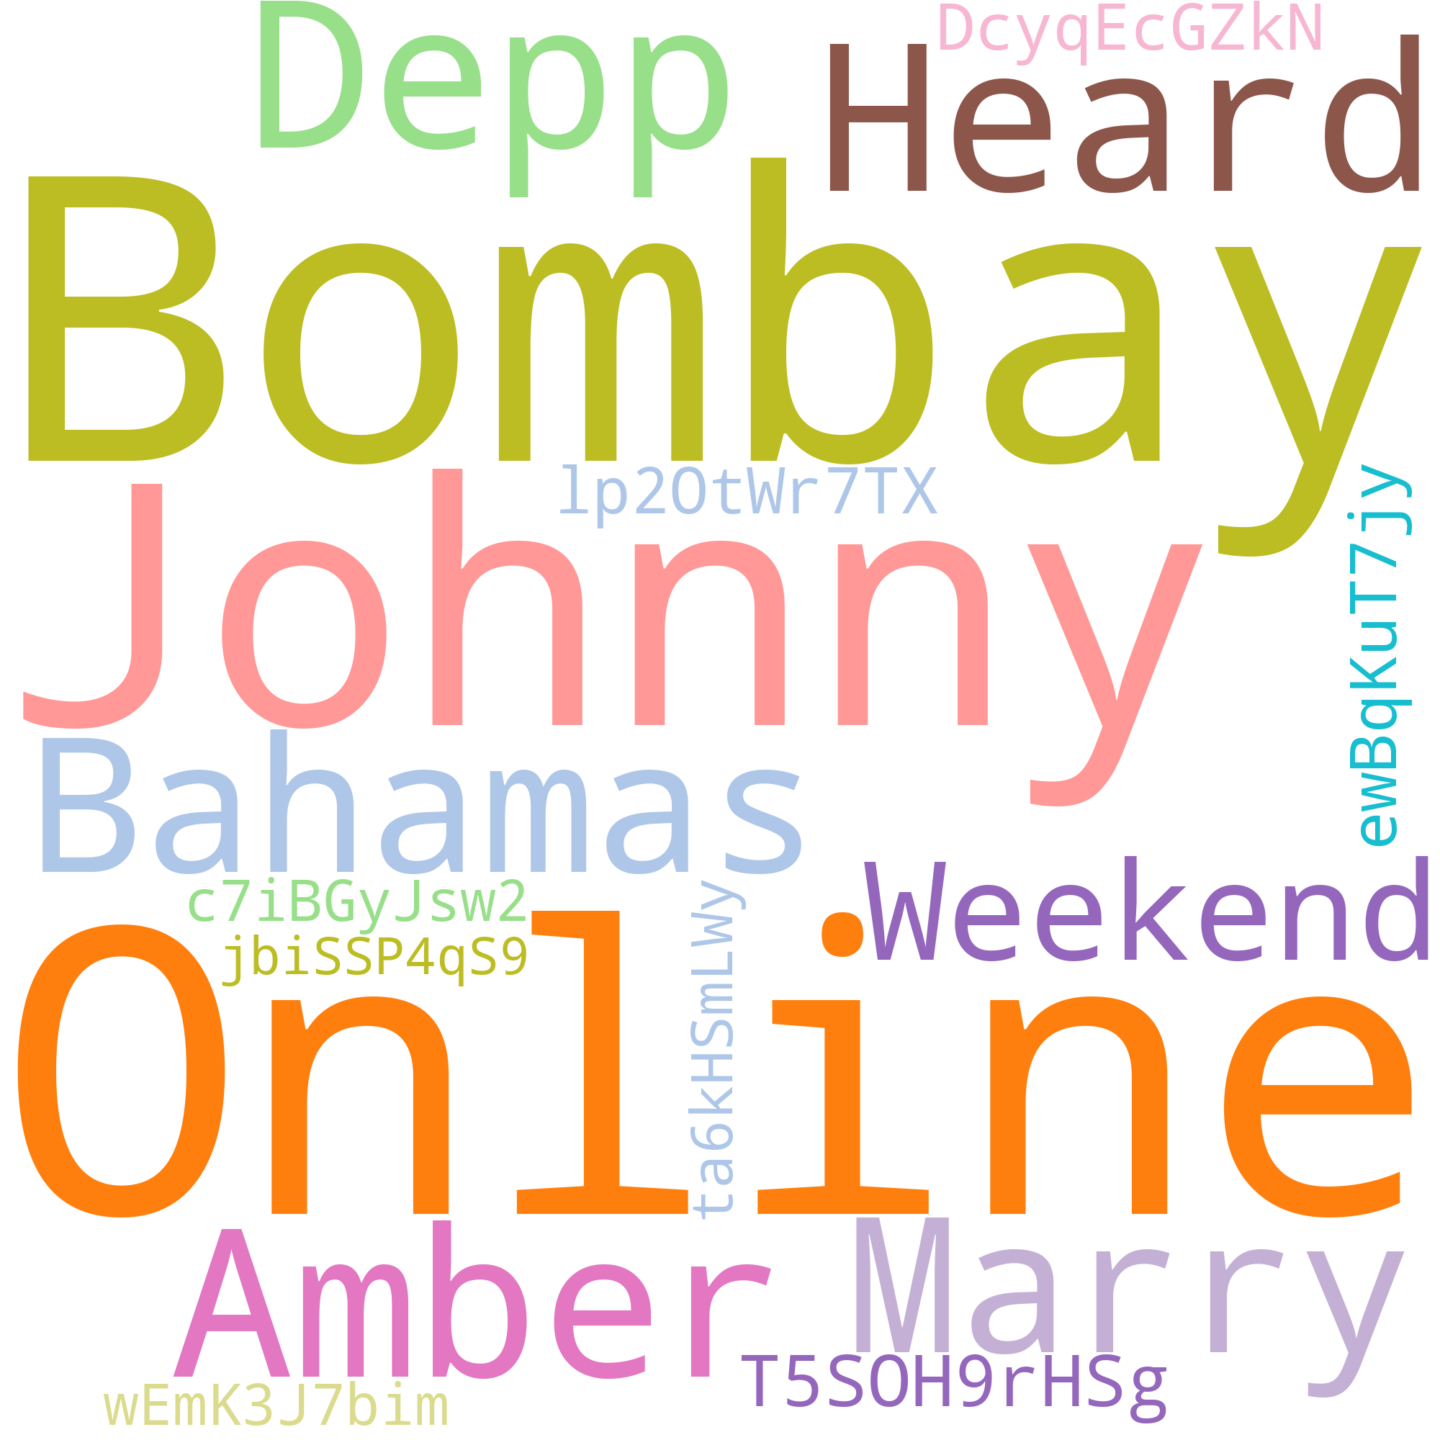 Depp
DcyqEcGZkN
Heard
Bombay
lp2OtWr7TX
Johnny
ewBqKuT7jy
Bahamas
Weekend
c7iBGyJsw2
jbiSSP4qS9
ta6kHSmLWy
Online
Amber
Marry
T5SOH9rHSg
wEmK3J7bim